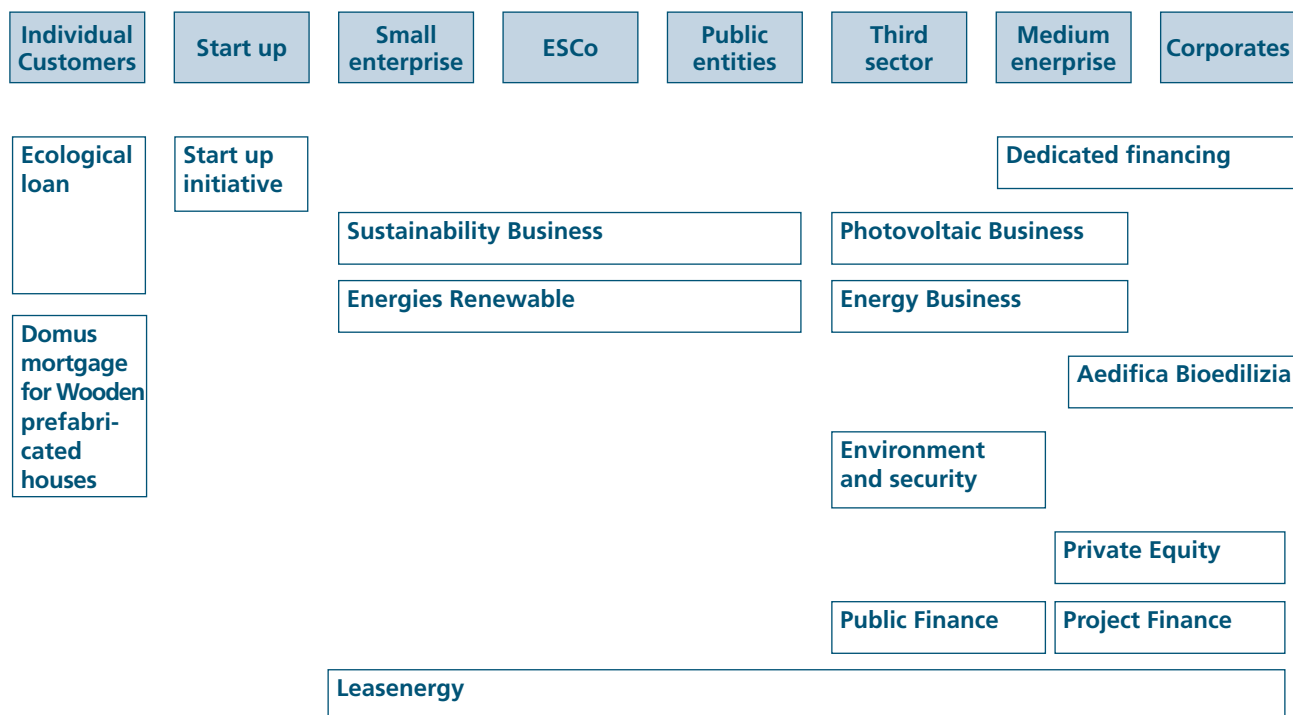 Individual
Customers
Start up
Small
enterprise
ESCo
Public
entities
Third
sector
Medium
enerprise
Corporates
Ecological
loan
Start up
initiative
Dedicated financing
Sustainability Business
Photovoltaic Business
Energies Renewable
Energy Business
Domus
mortgage
for Wooden
prefabri-
cated
houses
Aedifica Bioedilizia
Environment
and security
Private Equity
Public Finance
Project Finance
Leasenergy